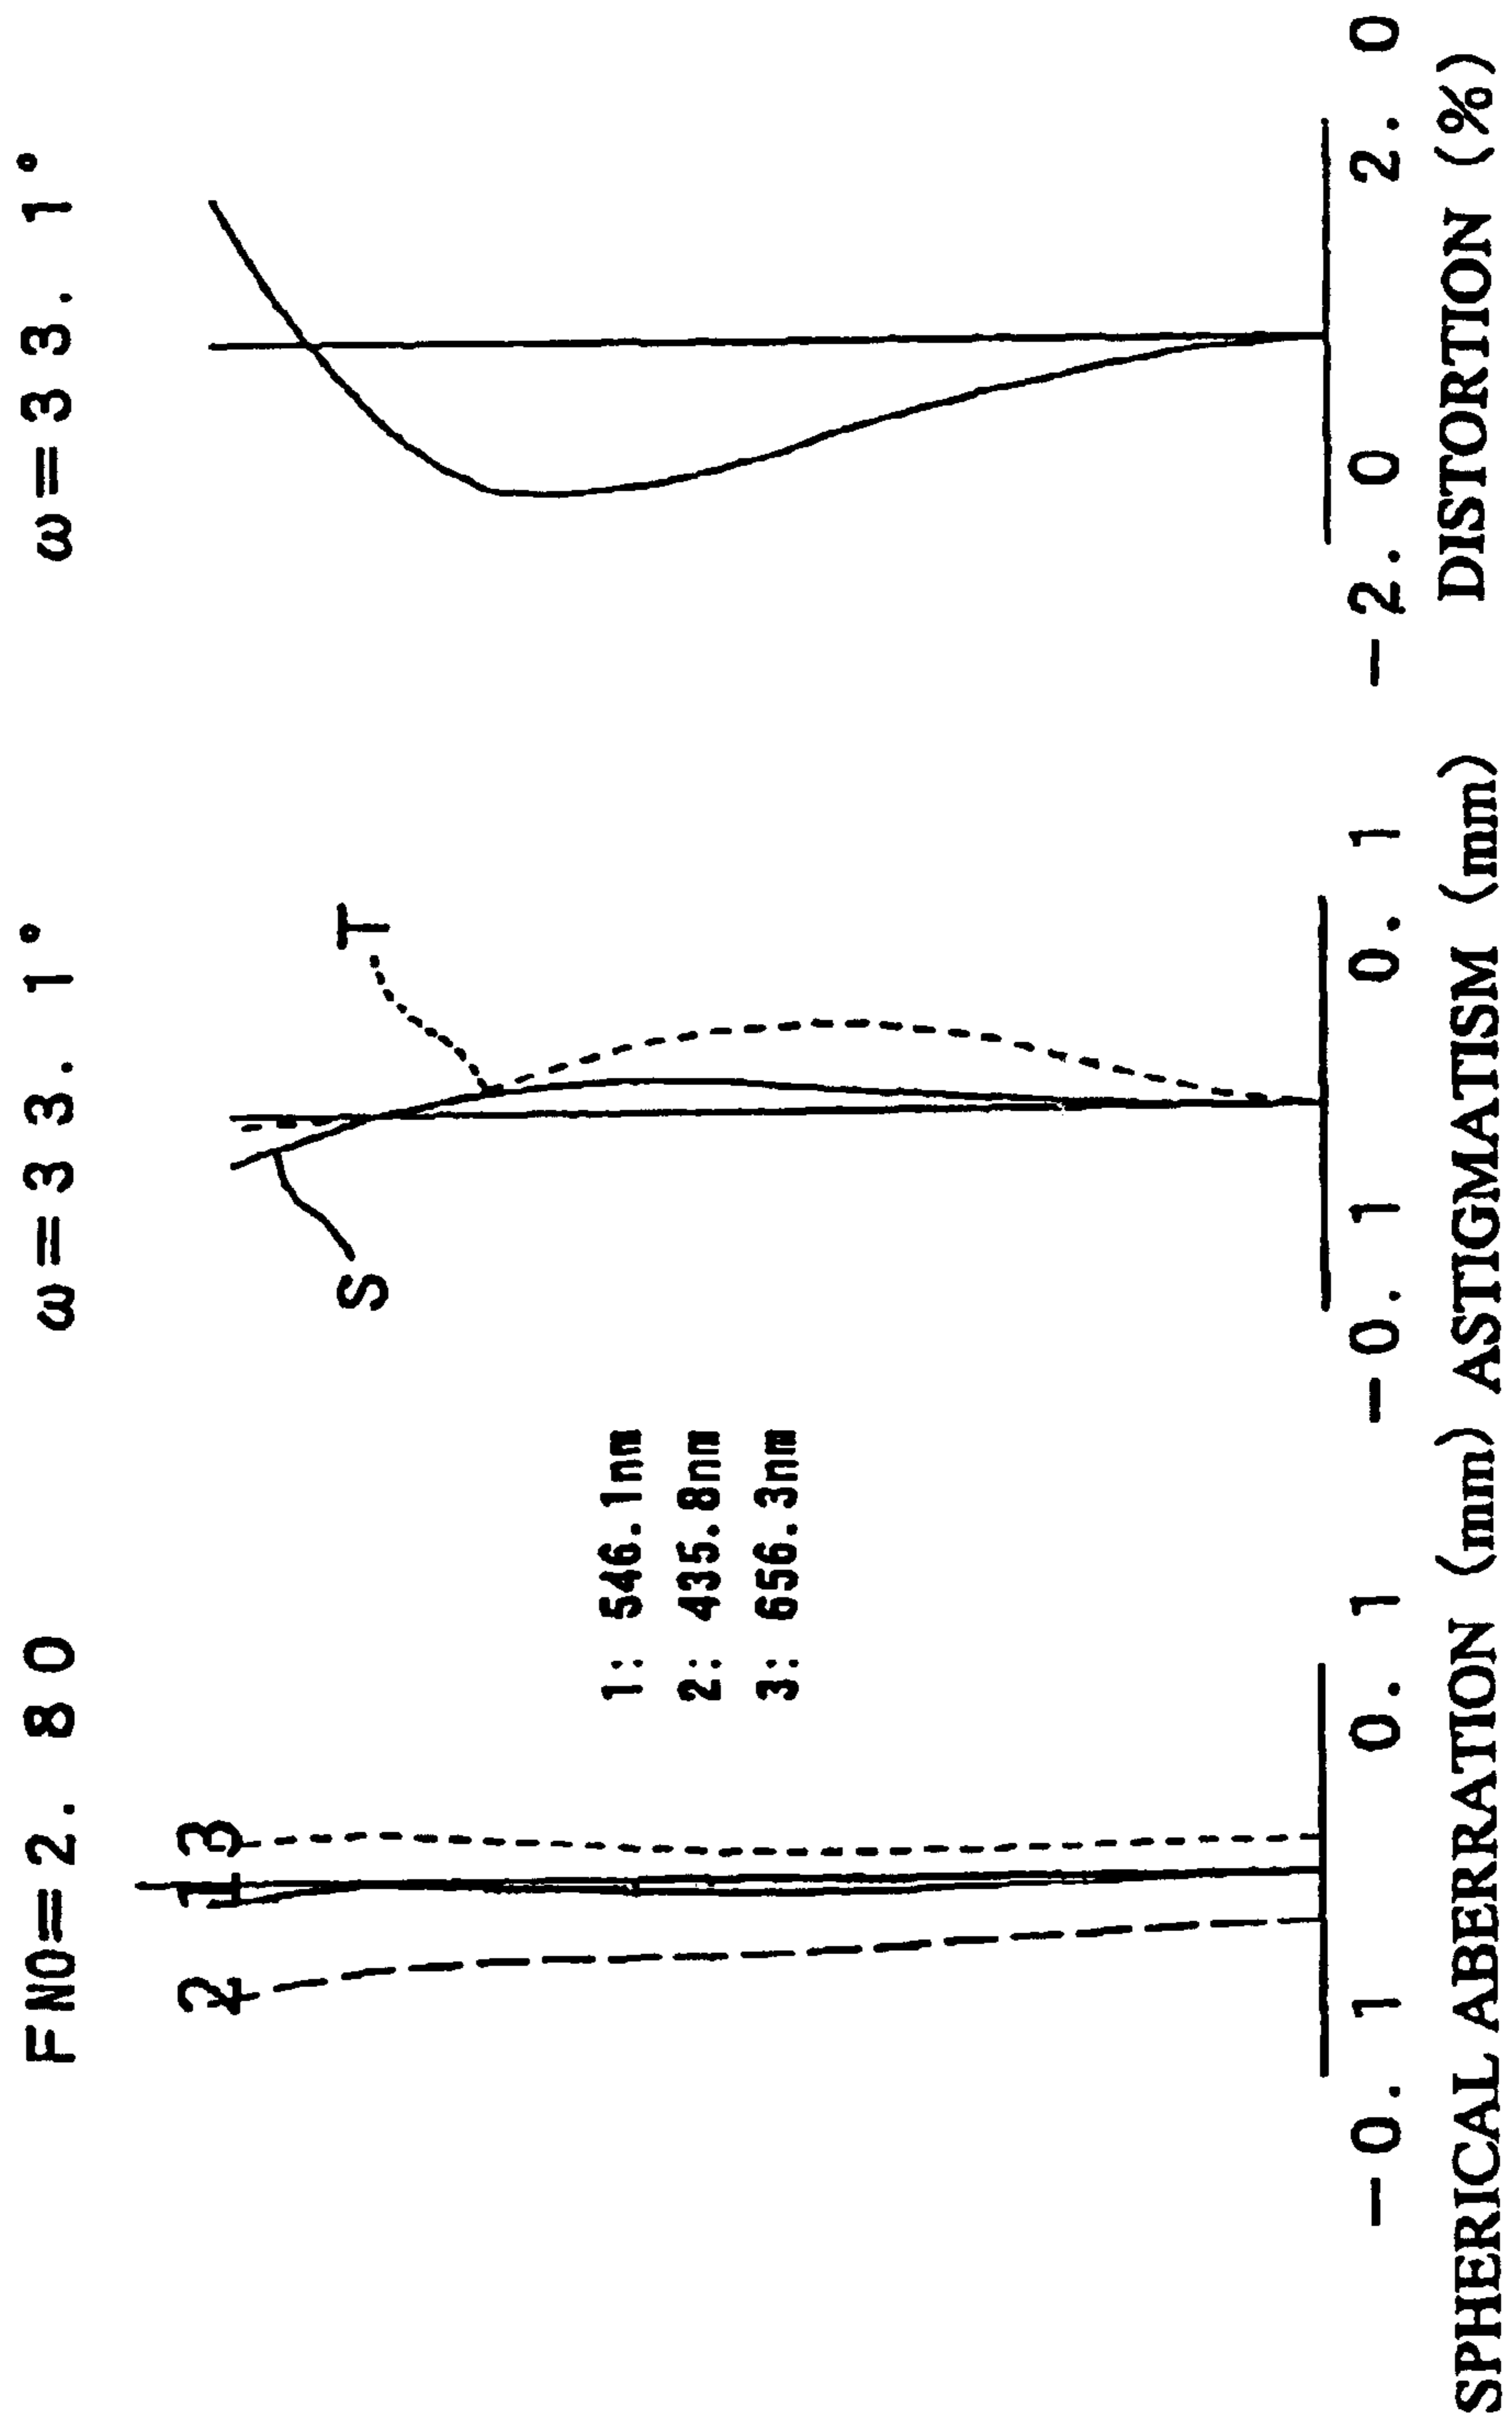 FNO=2.80
2
1
3
1: 546.1nm
2: 435.8nm
3: 656.3nm
-0.1
0.1
SPHERICAL ABERRATION (mm)
ω=33.1°
S
T
-0.1
0.1
ASTIGMATISM (mm)
ω=33.1°
-2.0
2.0
DISTORTION (%)